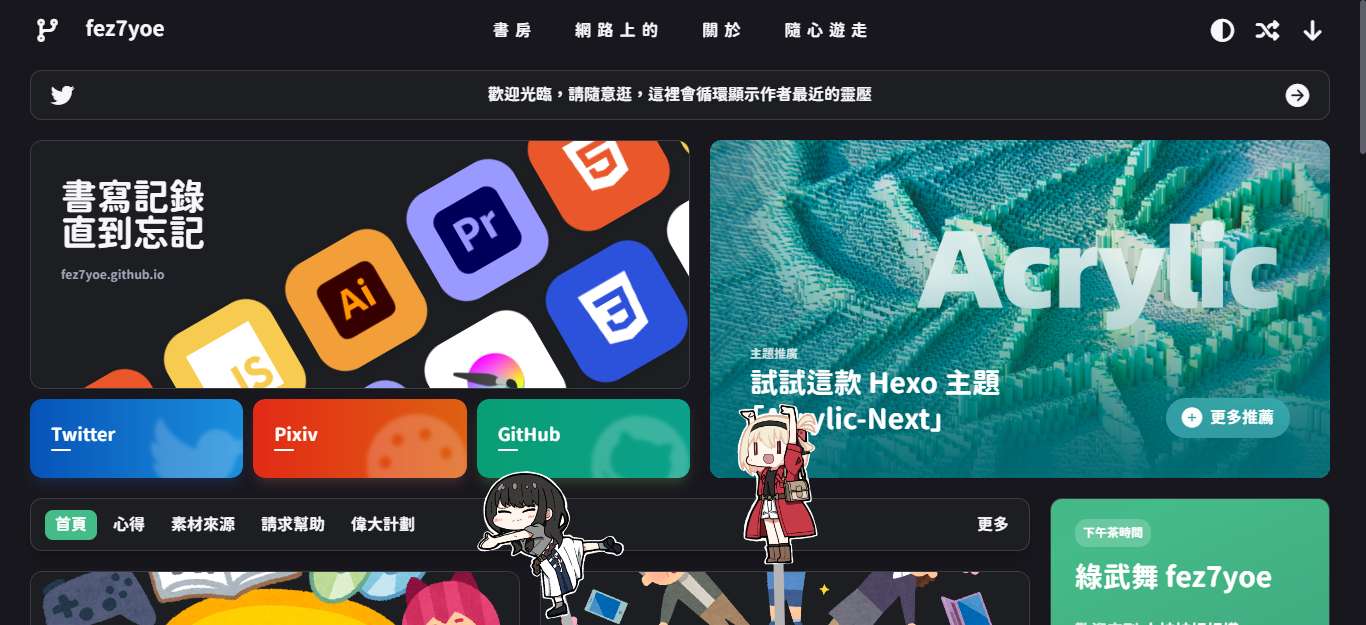 fez7yoe
書房 網路上的 關於 隨心遊走
歡迎光臨，請隨意逛，這裡會循環顯示作者最近的靈壓
書寫記錄
直到忘記
fez7yoe.github.io
JS
Ai
Pr
Acrylic
主題推廣
試試這款 Hexo 主題
「Acrylic-Next」
更多推薦
Twitter
Pixiv
GitHub
首頁 心得 素材來源 請求幫助 偉大計劃 更多
下午茶時間
綠武舞 fez7yoe